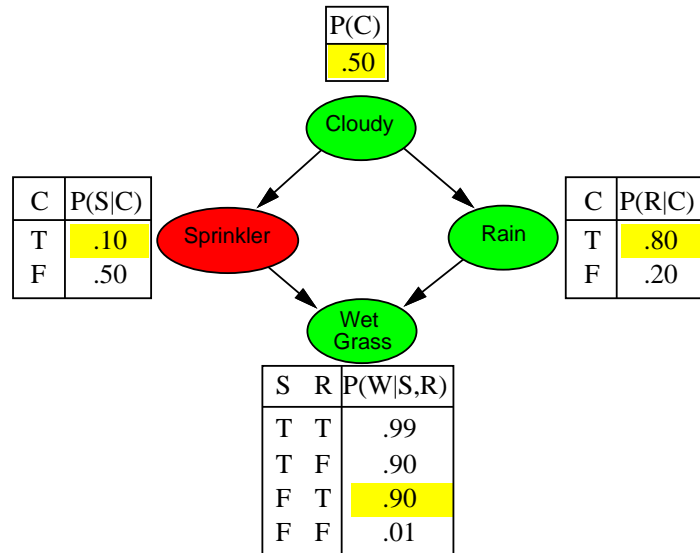 P(C)
.50
Cloudy
C P(S|C)
T .10
F .50
Sprinkler
Rain
C P(R|C)
T .80
F .20
Wet
Grass
S R P(W|S,R)
T T .99
T F .90
F T .90
F F .01